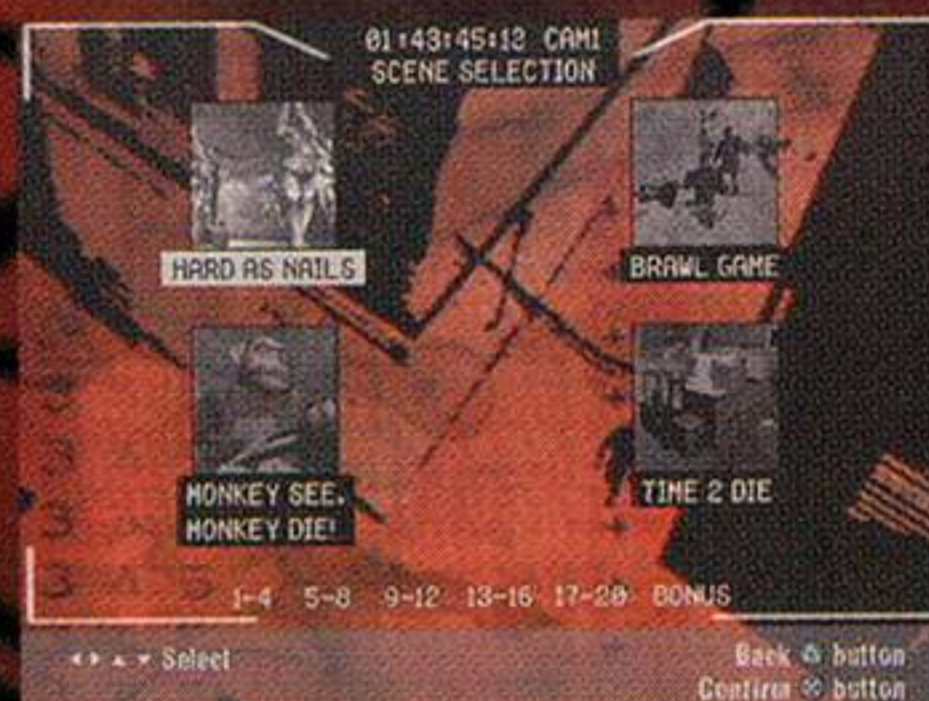 01:43:45:12 CAM1
SCENE SELECTION
HARD AS NAILS
BRAWL GAME
MONKEY SEE,
MONKEY DIE!
TIME 2 DIE
1-4 5-8 9-12 13-16 17-20 BONUS
Select
Back △ button
Confirm ⊗ button